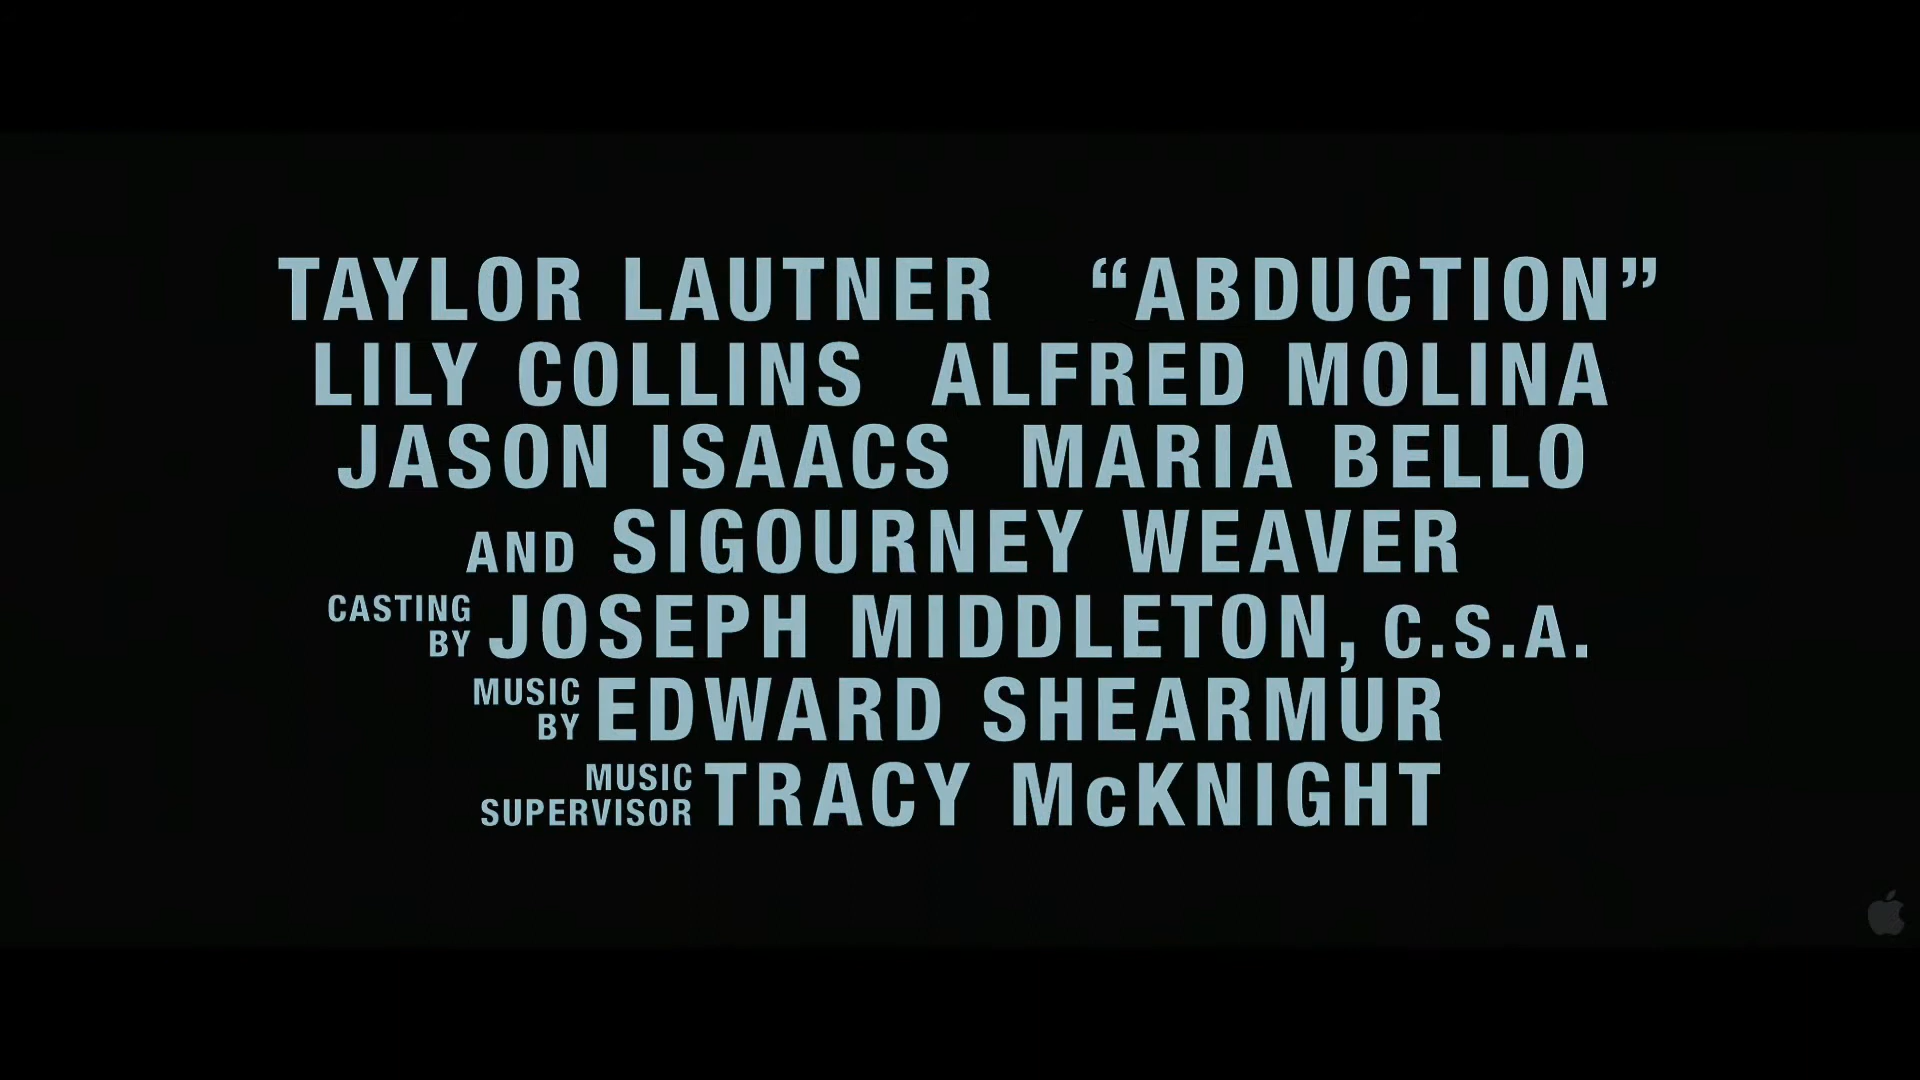 TAYLOR LAUTNER “ABDUCTION”
LILY COLLINS ALFRED MOLINA
JASON ISAACS MARIA BELLO
AND SIGOURNEY WEAVER
CASTING BY JOSEPH MIDDLETON, C.S.A.
MUSIC BY EDWARD SHEARMUR
MUSIC SUPERVISOR TRACY McKNIGHT